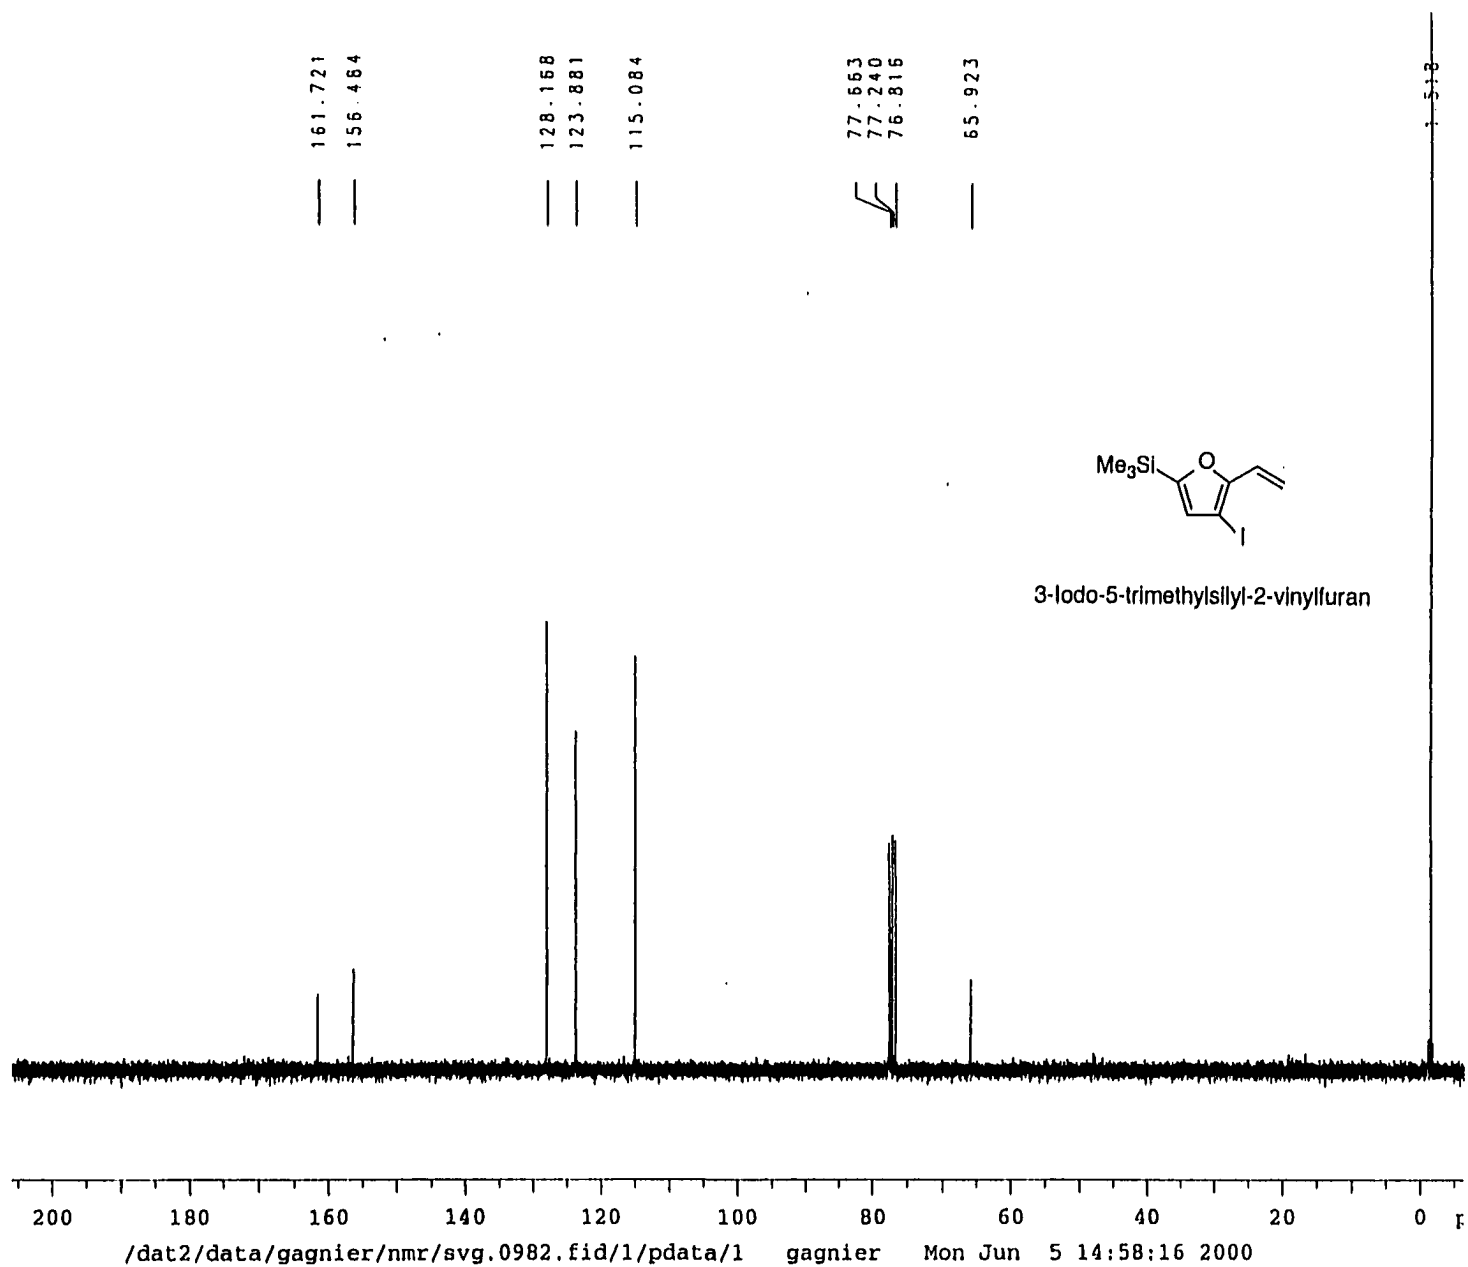 161.721
156.484
128.168
123.881
115.084
77.663
77.240
76.816
65.923
Me3Si
O
I
3-Iodo-5-trimethylsilyl-2-vinylfuran
200 180 160 140 120 100 80 60 40 20 0
/dat2/data/gagnier/nmr/svg.0982.fid/1/pdata/1 gagnier Mon Jun 5 14:58:16 2000